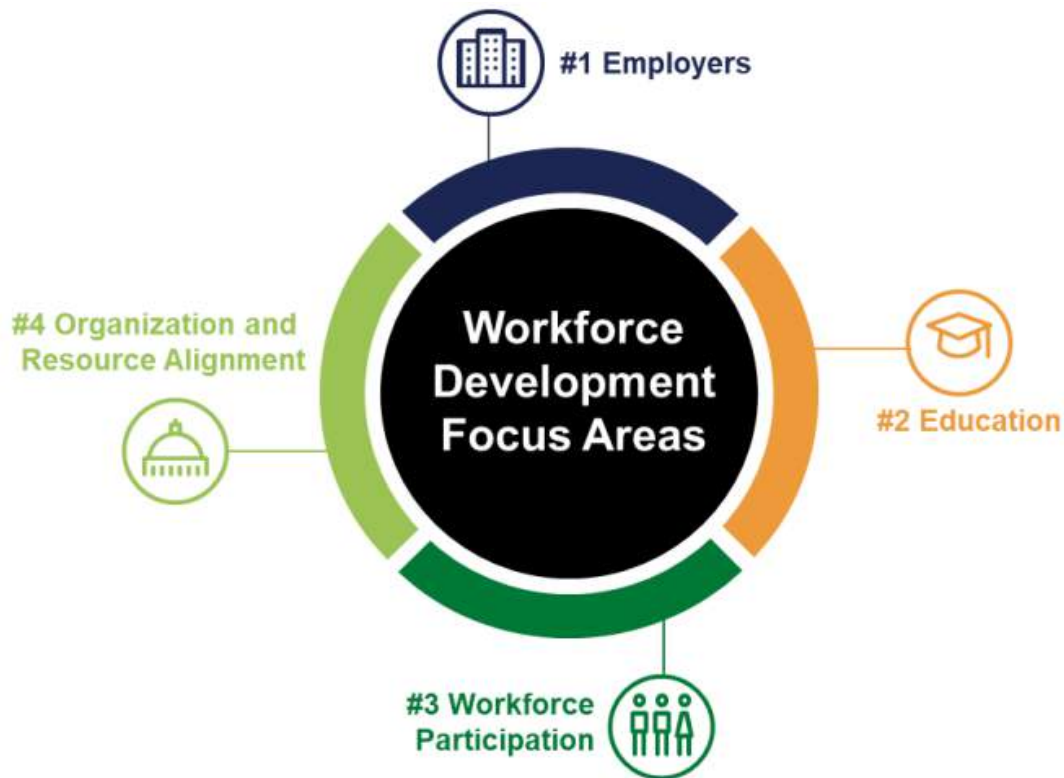 #1 Employers
Workforce
Development
Focus Areas
#2 Education
#3 Workforce
Participation
#4 Organization and
Resource Alignment